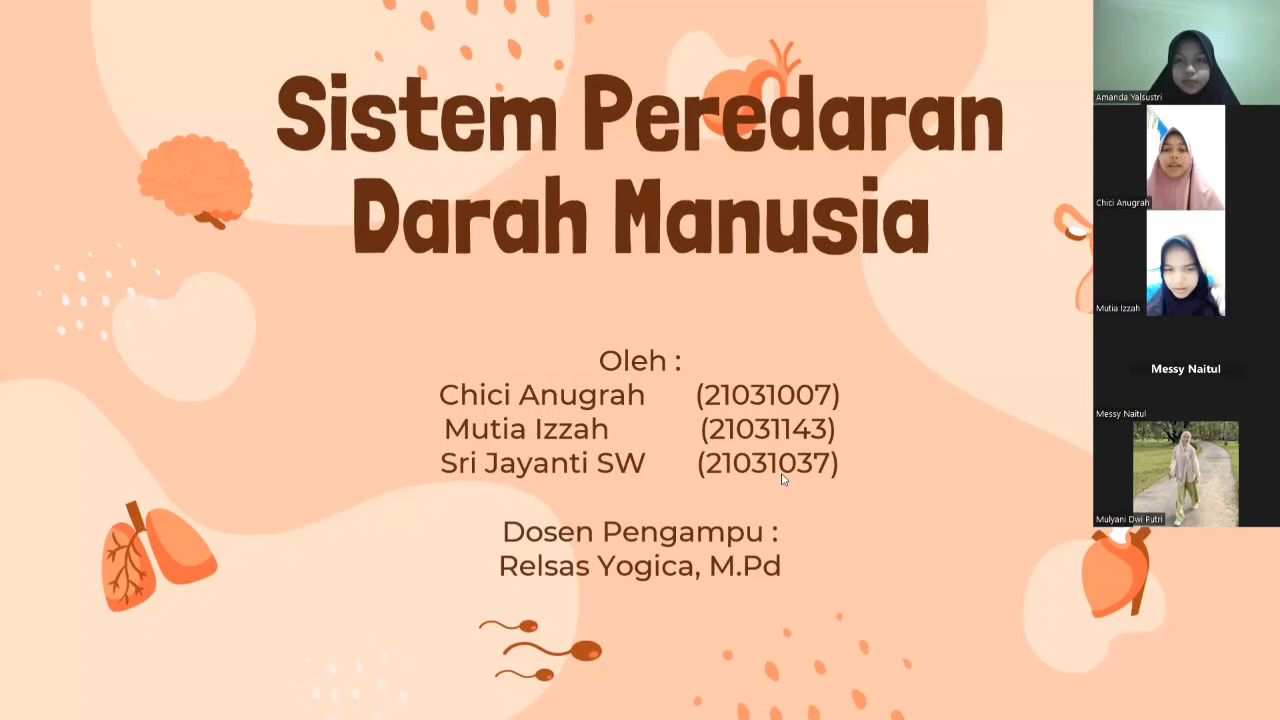 Sistem Peredaran
Darah Manusia
Oleh :
Chici Anugrah (21031007)
Mutia Izzah (21031143)
Sri Jayanti SW (21031037)
Dosen Pengampu :
Relsas Yogica, M.Pd
Amanda Yalsustri
Chici Anugrah
Mutia Izzah
Messy Naitul
Messy Naitul
Mulyani Dwi Putri